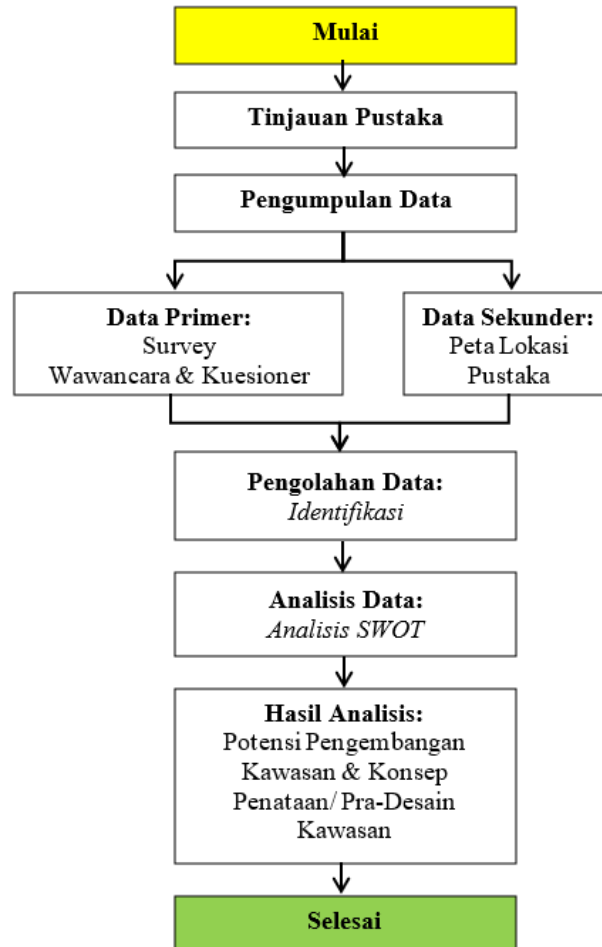 Mulai
Tinjauan Pustaka
Pengumpulan Data
Data Primer:
Survey
Wawancara & Kuesioner
Data Sekunder:
Peta Lokasi
Pustaka
Pengolahan Data:
Identifikasi
Analisis Data:
Analisis SWOT
Hasil Analisis:
Potensi Pengembangan
Kawasan & Konsep
Penataan/ Pra-Desain
Kawasan
Selesai